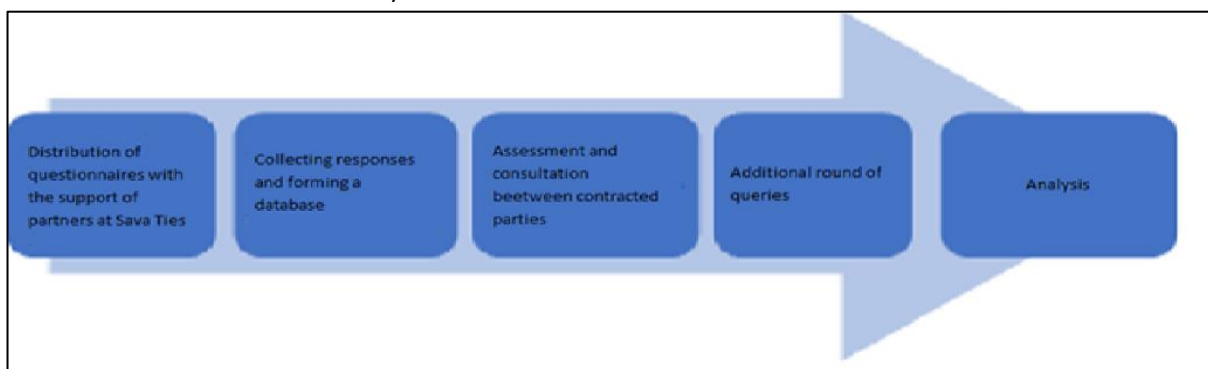 Distribution of
questionnaires with
the support of
partners at Sava Ties
Collecting responses
and forming a
database
Assessment and
consultation
beetween contracted
parties
Additional round of
queries
Analysis